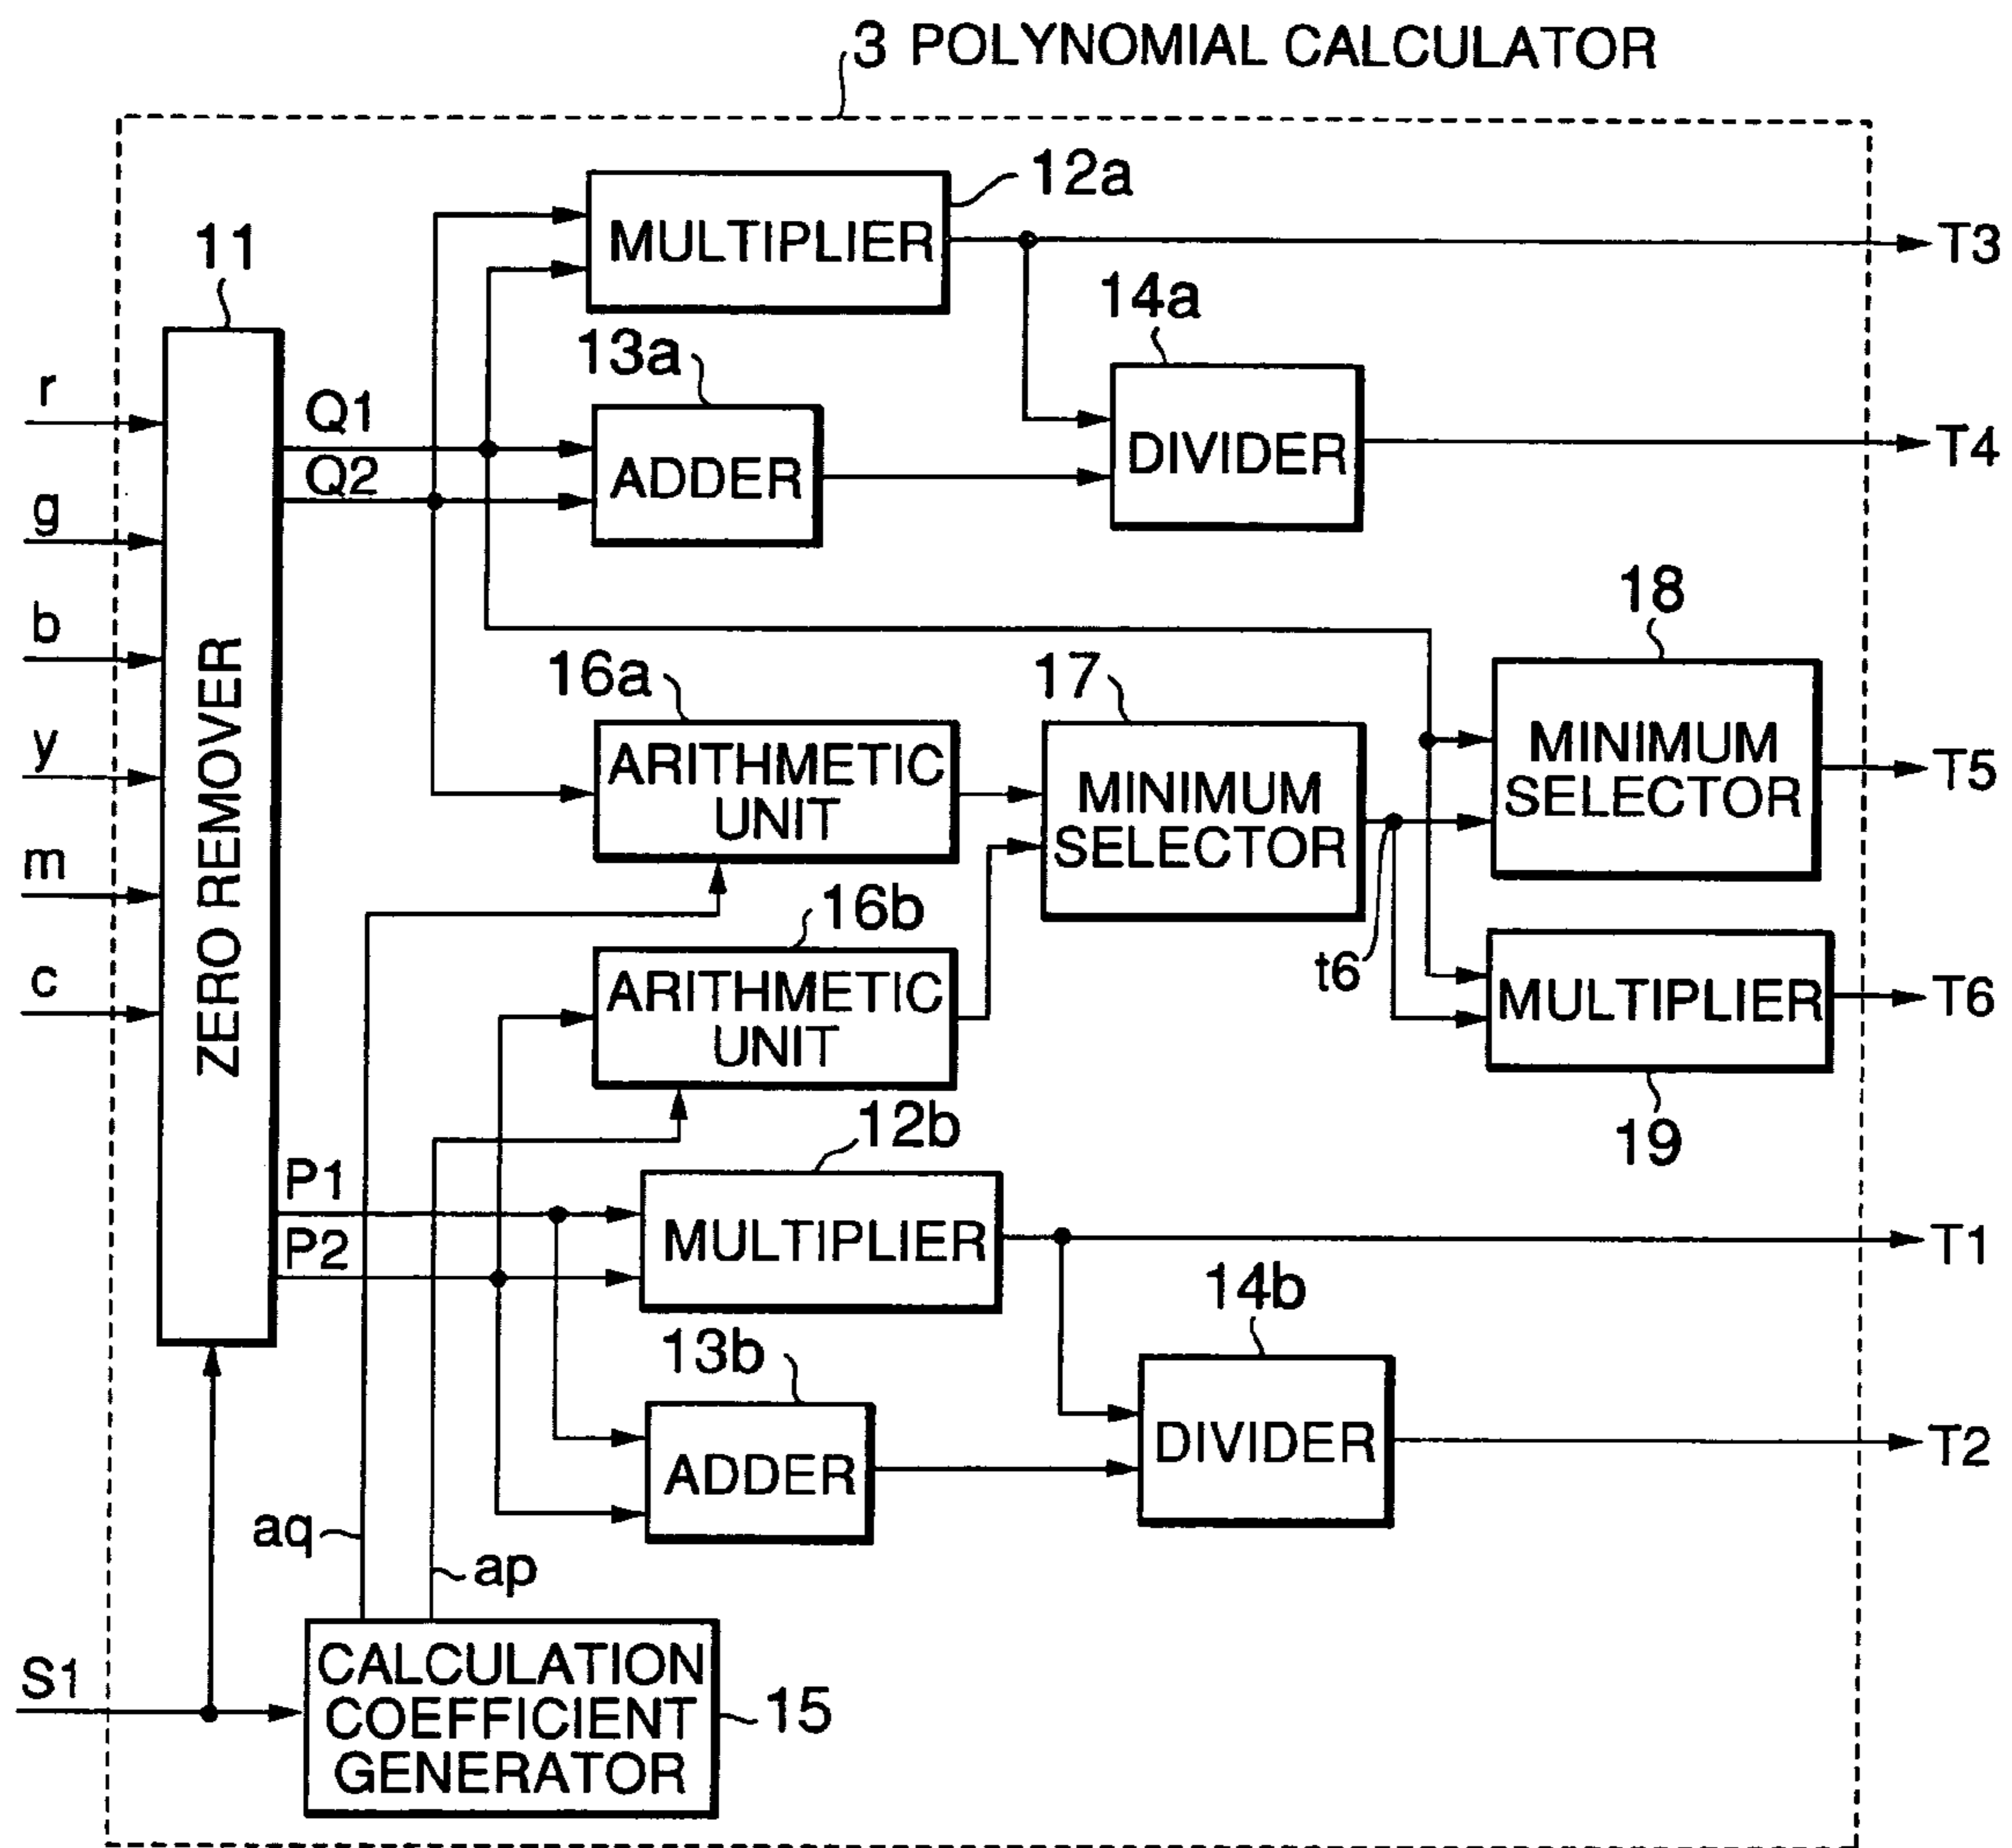 3 POLYNOMIAL CALCULATOR
12a
MULTIPLIER
T3
11
14a
13a
r
Q1
ADDER
DIVIDER
T4
Q2
g
b
18
16a
17
ZERO REMOVER
y
ARITHMETIC
UNIT
MINIMUM
SELECTOR
MINIMUM
SELECTOR
T5
m
16b
t6
c
ARITHMETIC
UNIT
MULTIPLIER
T6
12b
19
P1
P2
MULTIPLIER
T1
14b
13b
DIVIDER
T2
ADDER
aq
ap
S1
CALCULATION
COEFFICIENT
GENERATOR
15